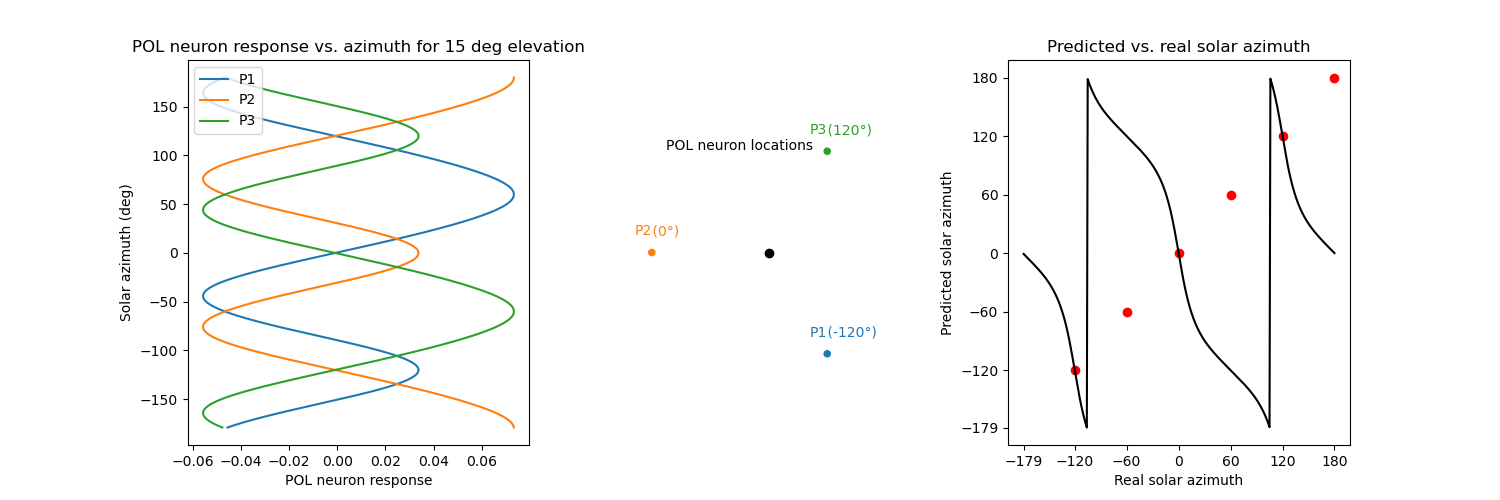 POL neuron response vs. azimuth for 15 deg elevation
P1
P2
P3
150
100
50
0
−50
−100
−150
Solar azimuth (deg)
−0.06 −0.04 −0.02 0.00 0.02 0.04 0.06
POL neuron response
P3(120°)
POL neuron locations
P2(0°)
P1(-120°)
Predicted vs. real solar azimuth
180
120
60
0
−60
−120
−179
Predicted solar azimuth
−179 −120 −60 0 60 120 180
Real solar azimuth